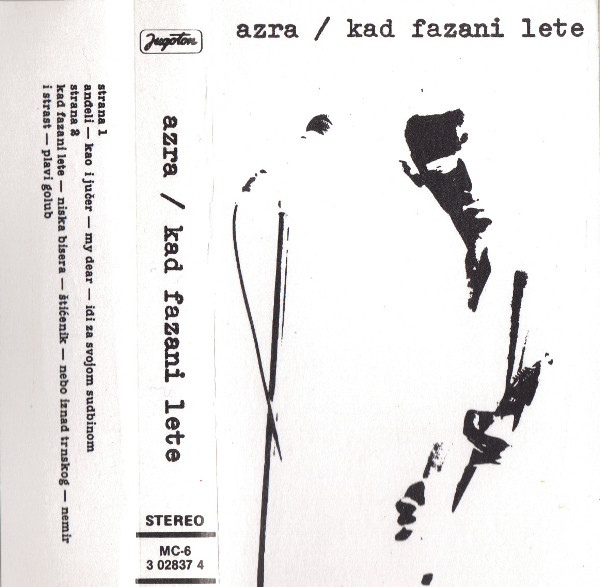 strana 1
anđeli — kao i jučer — my dear — idi za svojom sudbinom
strana 2
kad fazani lete — niska bisera — štićenik — nebo iznad trnskog — nemir
i strast — plavi golub
Jugoton
azra / kad fazani lete
STEREO
MC-6
3 02837 4
azra / kad fazani lete